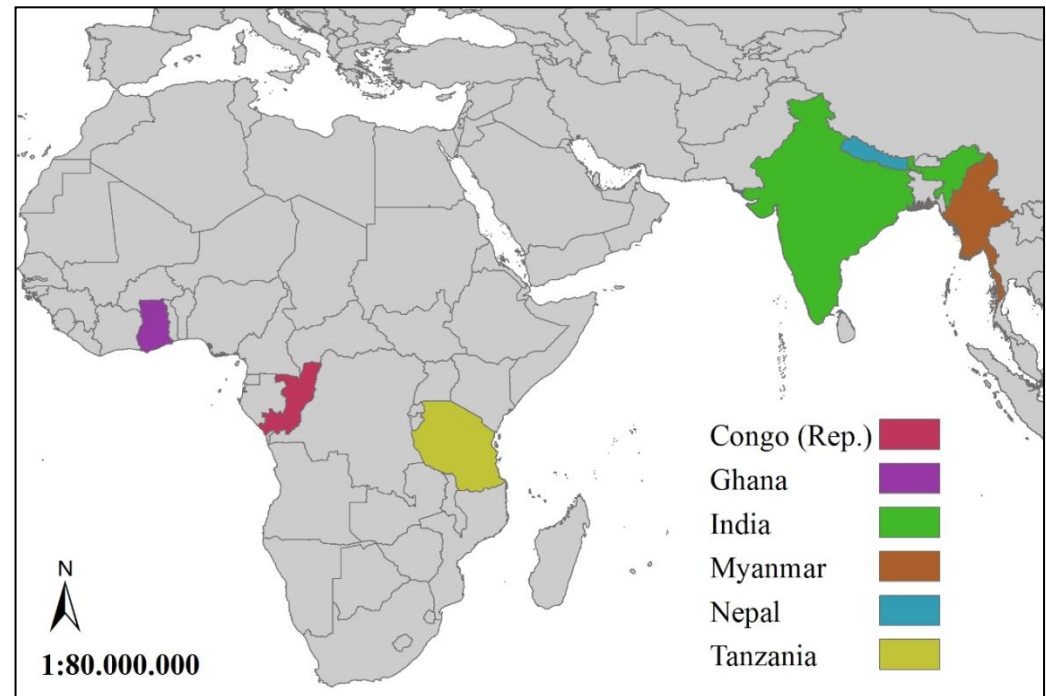 Congo (Rep.)
Ghana
India
Myanmar
Nepal
Tanzania
N
1:80.000.000